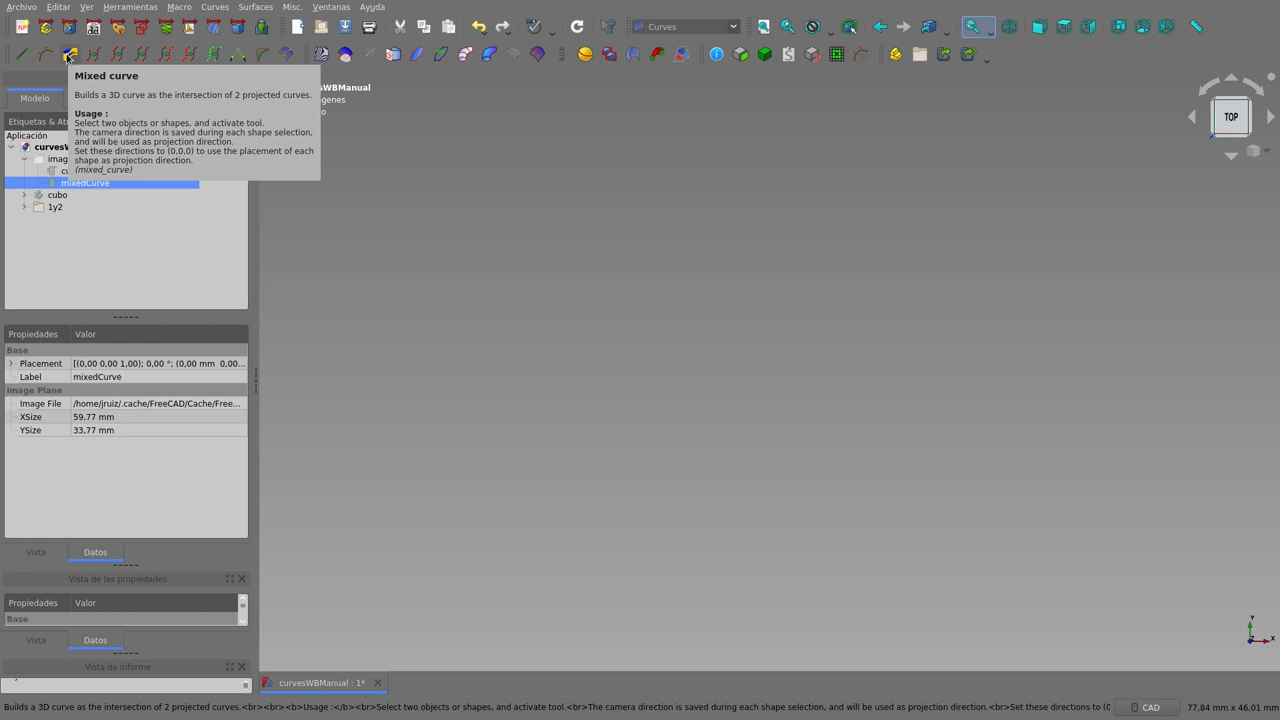 Archivo Editar Ver Herramientas Macro Curves Surfaces Misc. Ventanas Ayuda
NP
Curves
Mixed curve
Builds a 3D curve as the intersection of 2 projected curves.
Usage :
Select two objects or shapes, and activate tool.
The camera direction is saved during each shape selection,
and will be used as projection direction.
Set these directions to (0,0,0) to use the placement of each
shape as projection direction.
(mixed_curve)
sWBManual
genes
o
TOP
Modelo
Etiquetas & At
Aplicación
curvesW
imag
cu
mixedCurve
cubo
1y2
Propiedades Valor
Base
Placement [(0,00 0,00 1,00); 0,00 °; (0,00 mm 0,00...
Label mixedCurve
Image Plane
Image File /home/jruiz/.cache/FreeCAD/Cache/Free...
XSize 59,77 mm
YSize 33,77 mm
Vista Datos
Vista de las propiedades
Propiedades Valor
Base
Vista Datos
Vista de informe
Y
Z X
curvesWBManual : 1*
Builds a 3D curve as the intersection of 2 projected curves.<br><br><b>Usage :</b><br>Select two objects or shapes, and activate tool.<br>The camera direction is saved during each shape selection, and will be used as projection direction.<br>Set these directions to (0 CAD 77,84 mm x 46,01 mm